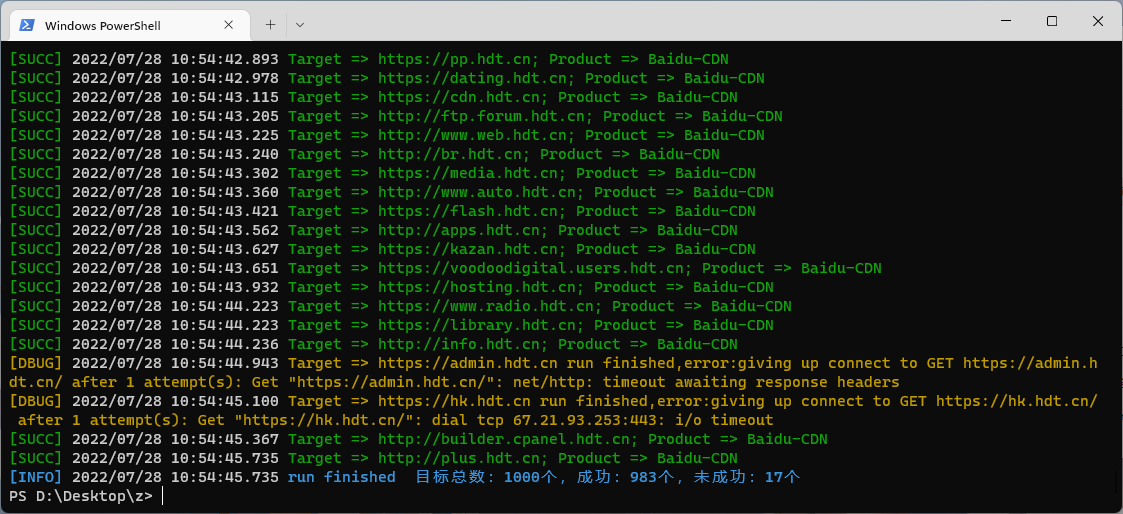 Windows PowerShell
[SUCC] 2022/07/28 10:54:42.893 Target => https://pp.hdt.cn; Product => Baidu-CDN
[SUCC] 2022/07/28 10:54:42.978 Target => https://dating.hdt.cn; Product => Baidu-CDN
[SUCC] 2022/07/28 10:54:43.115 Target => https://cdn.hdt.cn; Product => Baidu-CDN
[SUCC] 2022/07/28 10:54:43.205 Target => http://ftp.forum.hdt.cn; Product => Baidu-CDN
[SUCC] 2022/07/28 10:54:43.225 Target => http://www.web.hdt.cn; Product => Baidu-CDN
[SUCC] 2022/07/28 10:54:43.240 Target => http://br.hdt.cn; Product => Baidu-CDN
[SUCC] 2022/07/28 10:54:43.302 Target => https://media.hdt.cn; Product => Baidu-CDN
[SUCC] 2022/07/28 10:54:43.360 Target => http://www.auto.hdt.cn; Product => Baidu-CDN
[SUCC] 2022/07/28 10:54:43.421 Target => https://flash.hdt.cn; Product => Baidu-CDN
[SUCC] 2022/07/28 10:54:43.562 Target => http://apps.hdt.cn; Product => Baidu-CDN
[SUCC] 2022/07/28 10:54:43.627 Target => https://kazan.hdt.cn; Product => Baidu-CDN
[SUCC] 2022/07/28 10:54:43.651 Target => https://voodoodigital.users.hdt.cn; Product => Baidu-CDN
[SUCC] 2022/07/28 10:54:43.932 Target => https://hosting.hdt.cn; Product => Baidu-CDN
[SUCC] 2022/07/28 10:54:44.223 Target => https://www.radio.hdt.cn; Product => Baidu-CDN
[SUCC] 2022/07/28 10:54:44.223 Target => https://library.hdt.cn; Product => Baidu-CDN
[SUCC] 2022/07/28 10:54:44.236 Target => http://info.hdt.cn; Product => Baidu-CDN
[DBUG] 2022/07/28 10:54:44.943 Target => https://admin.hdt.cn run finished,error:giving up connect to GET https://admin.h
dt.cn/ after 1 attempt(s): Get "https://admin.hdt.cn/": net/http: timeout awaiting response headers
[DBUG] 2022/07/28 10:54:45.100 Target => https://hk.hdt.cn run finished,error:giving up connect to GET https://hk.hdt.cn/
after 1 attempt(s): Get "https://hk.hdt.cn/": dial tcp 67.21.93.253:443: i/o timeout
[SUCC] 2022/07/28 10:54:45.367 Target => http://builder.cpanel.hdt.cn; Product => Baidu-CDN
[SUCC] 2022/07/28 10:54:45.735 Target => http://plus.hdt.cn; Product => Baidu-CDN
[INFO] 2022/07/28 10:54:45.735 run finished 目标总数: 1000个, 成功: 983个, 未成功: 17个
PS D:\Desktop\z>